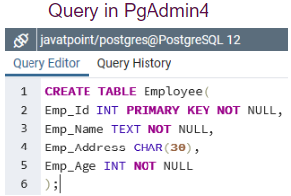 Query in PgAdmin4
javatpoint/postgres@PostgreSQL 12
Query Editor Query History
1 CREATE TABLE Employee(
2 Emp_Id INT PRIMARY KEY NOT NULL,
3 Emp_Name TEXT NOT NULL,
4 Emp_Address CHAR(30),
5 Emp_Age INT NOT NULL
6 );